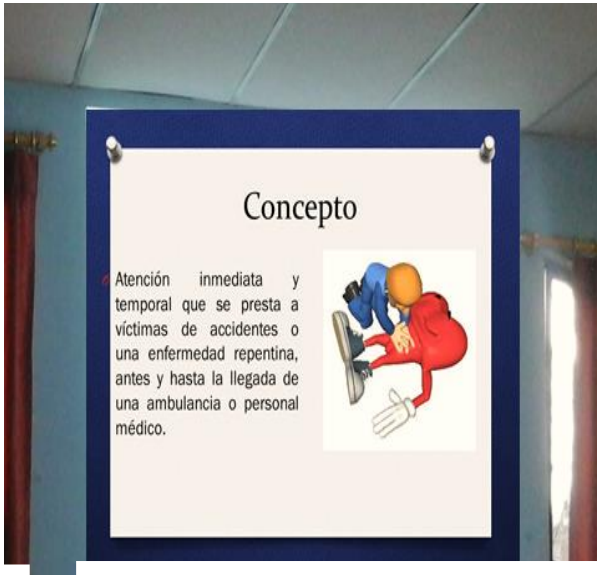 Concepto
Atención inmediata y
temporal que se presta a
víctimas de accidentes o
una enfermedad repentina,
antes y hasta la llegada de
una ambulancia o personal
médico.